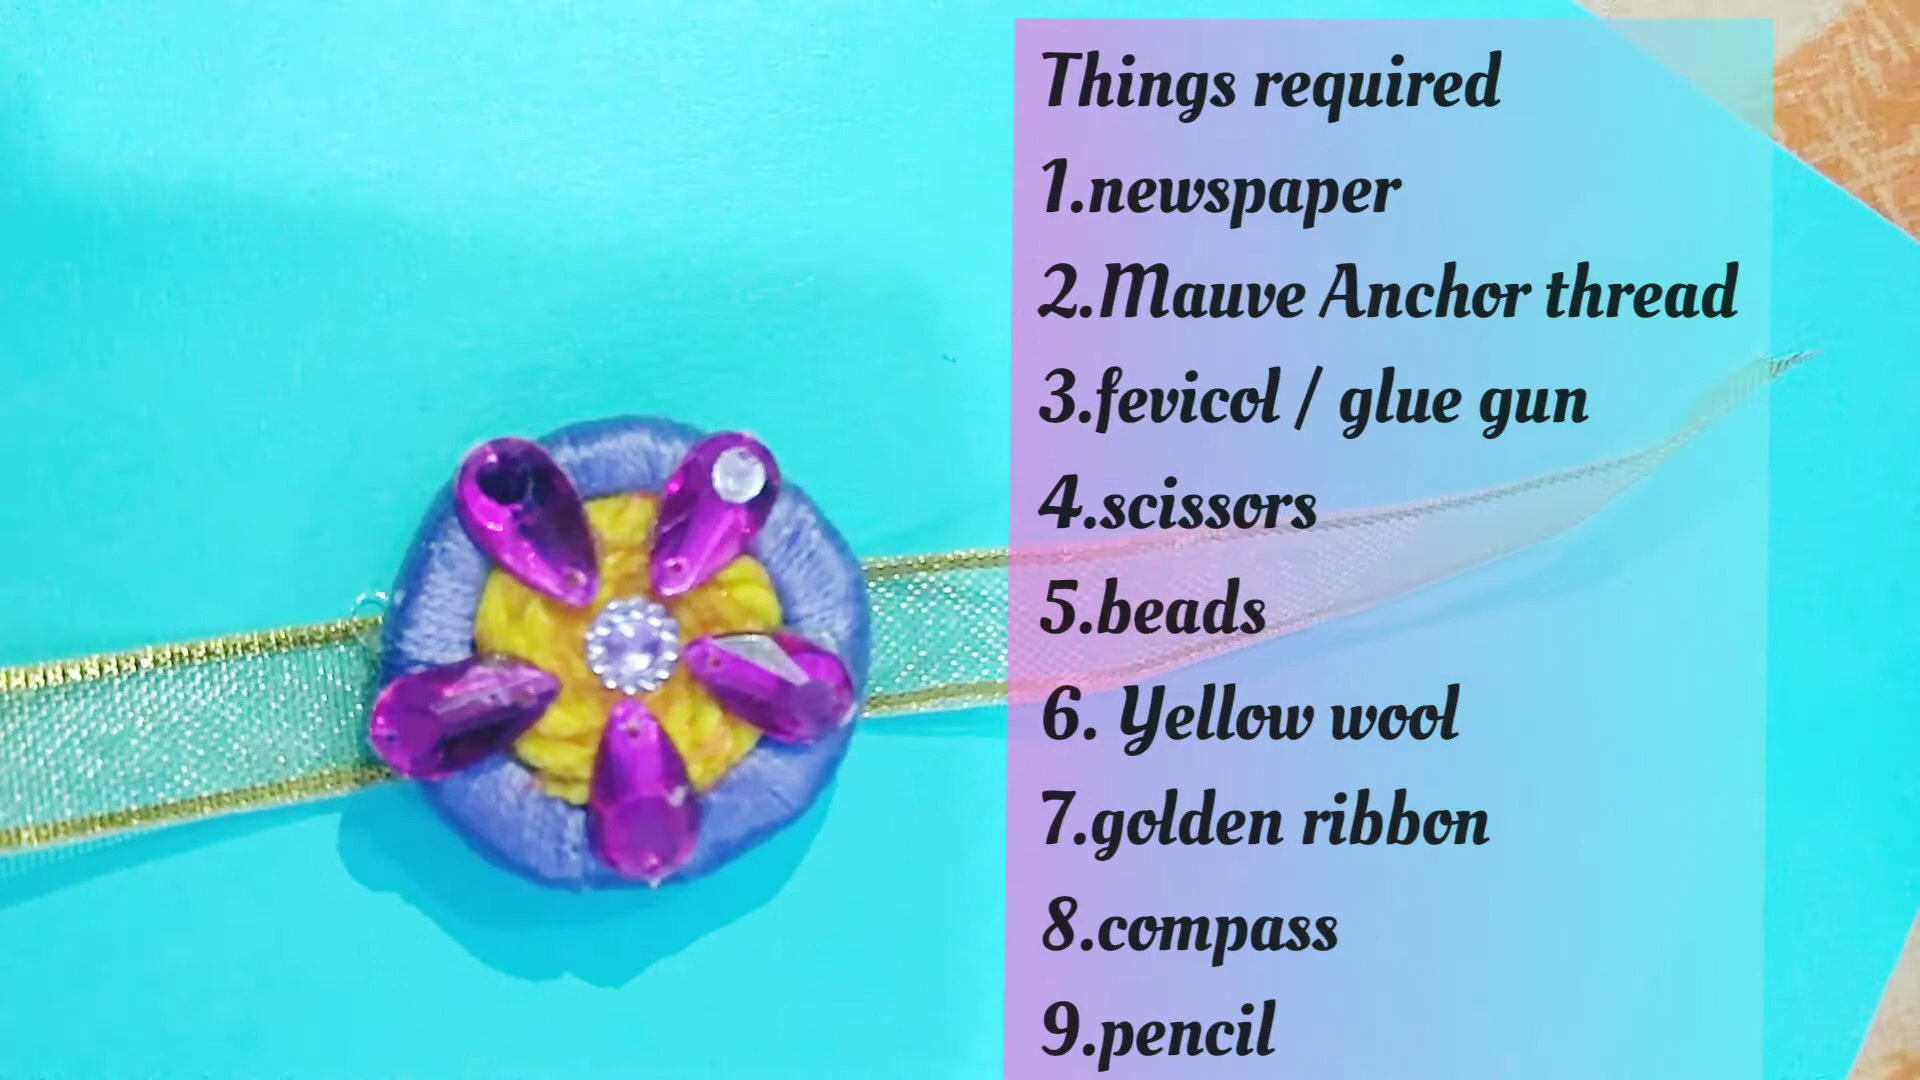 Things required
1.newspaper
2.Mauve Anchor thread
3.fevicol / glue gun
4.scissors
5.beads
6. Yellow wool
7.golden ribbon
8.compass
9.pencil